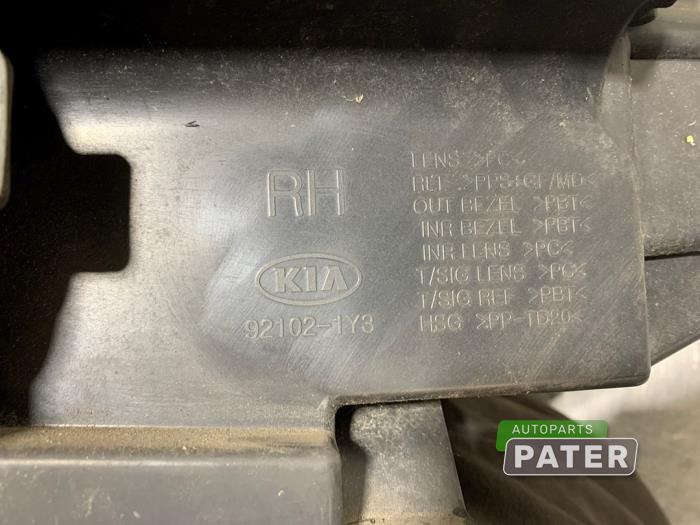 RH
KIA
92102-1Y3
LENS >PC<
REF >PPS+GF/MD<
OUT BEZEL >PBT<
INR BEZEL >PBT<
INR LENS >PC<
T/SIG LENS >PC<
T/SIG REF >PBT<
HSG >PP-TD20<
AUTOPARTS
PATER